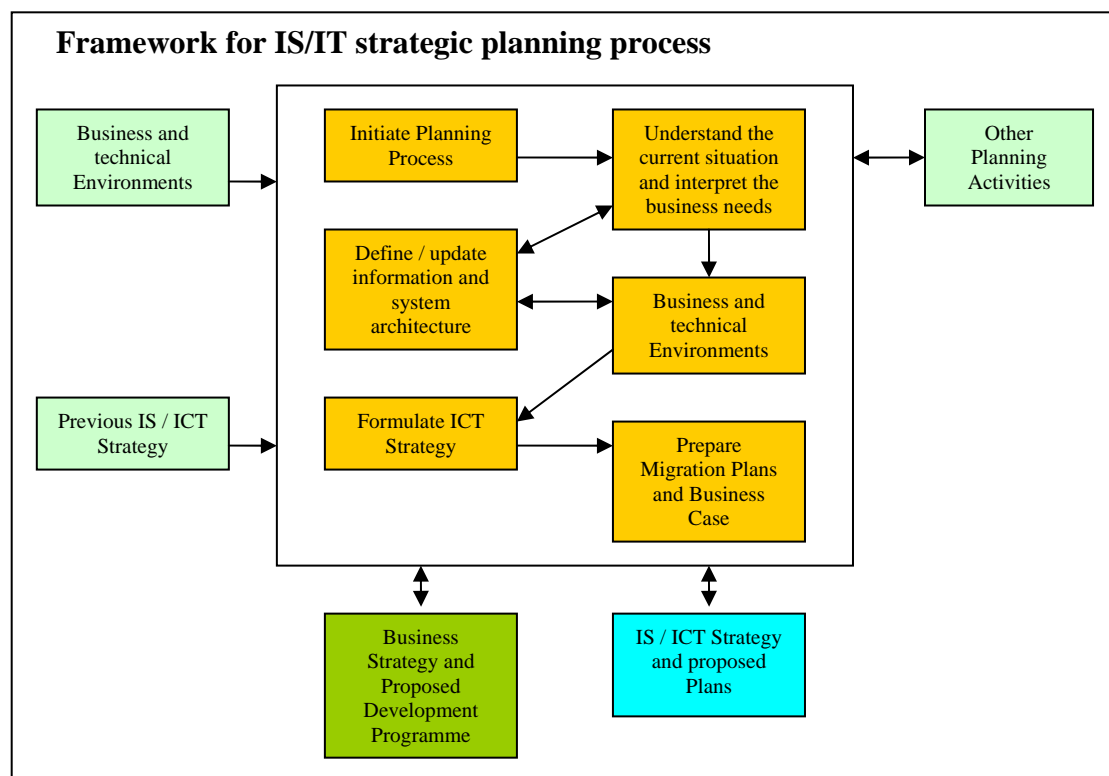 Framework for IS/IT strategic planning process
Business and
technical
Environments
Initiate Planning
Process
Understand the
current situation
and interpret the
business needs
Other
Planning
Activities
Define / update
information and
system
architecture
Business and
technical
Environments
Previous IS / ICT
Strategy
Formulate ICT
Strategy
Prepare
Migration Plans
and Business
Case
Business
Strategy and
Proposed
Development
Programme
IS / ICT Strategy
and proposed
Plans